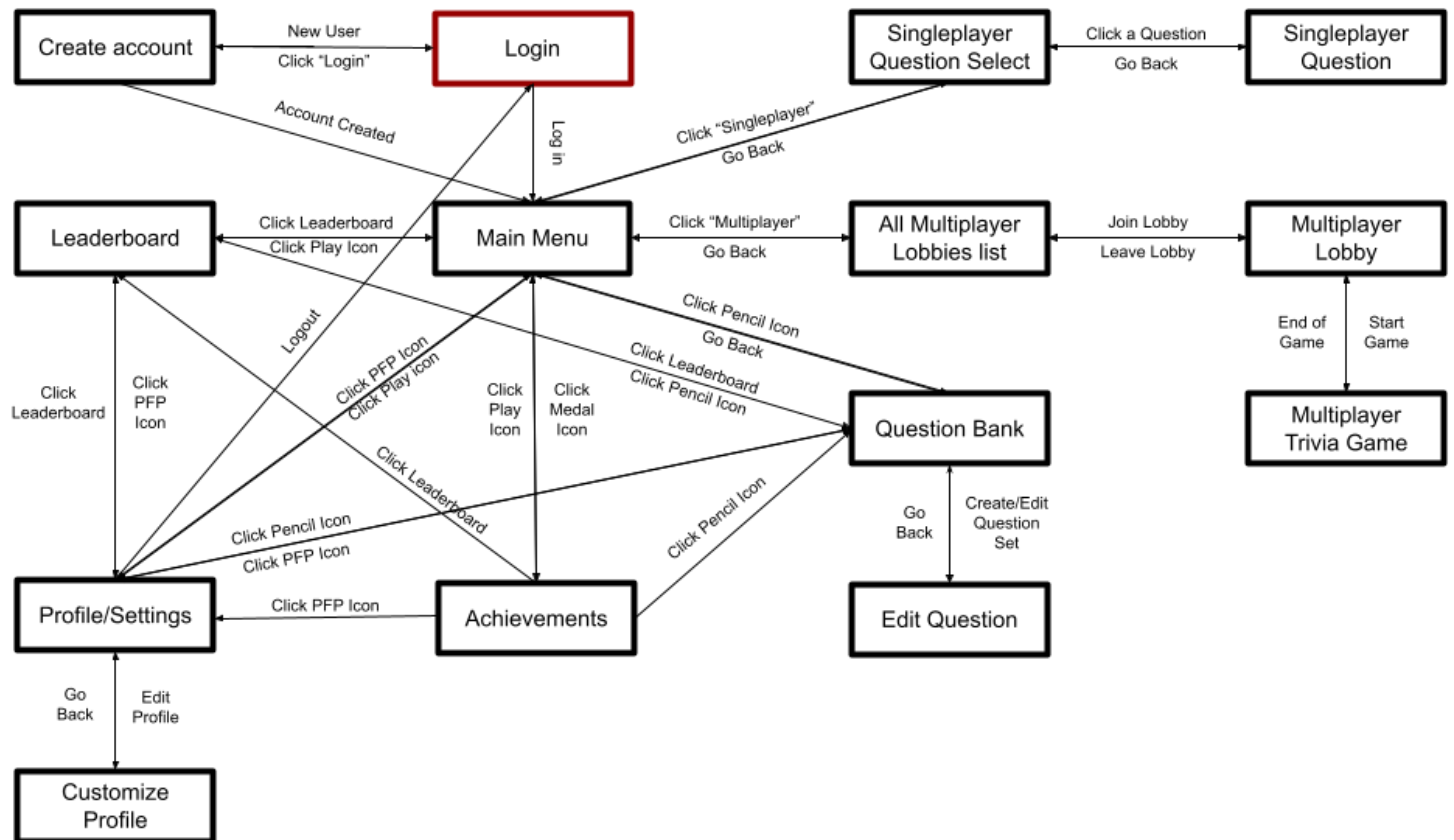 Create account
New User
Click “Login”
Login
Singleplayer
Question Select
Click a Question
Go Back
Singleplayer
Question
Account Created
Log in
Click “Singleplayer”
Go Back
Leaderboard
Click Leaderboard
Click Play Icon
Main Menu
Click “Multiplayer”
Go Back
All Multiplayer
Lobbies list
Join Lobby
Leave Lobby
Multiplayer
Lobby
Logout
Click Pencil Icon
Go Back
End of
Game
Start
Game
Click
Leaderboard
Click
PFP
Icon
Click PFP Icon
Click Play icon
Click
Play
Icon
Click
Medal
Icon
Click Leaderboard
Click Pencil Icon
Question Bank
Multiplayer
Trivia Game
Click Leaderboard
Click Pencil Icon
Click PFP Icon
Click Pencil Icon
Go
Back
Create/Edit
Question
Set
Profile/Settings
Click PFP Icon
Achievements
Edit Question
Go
Back
Edit
Profile
Customize
Profile